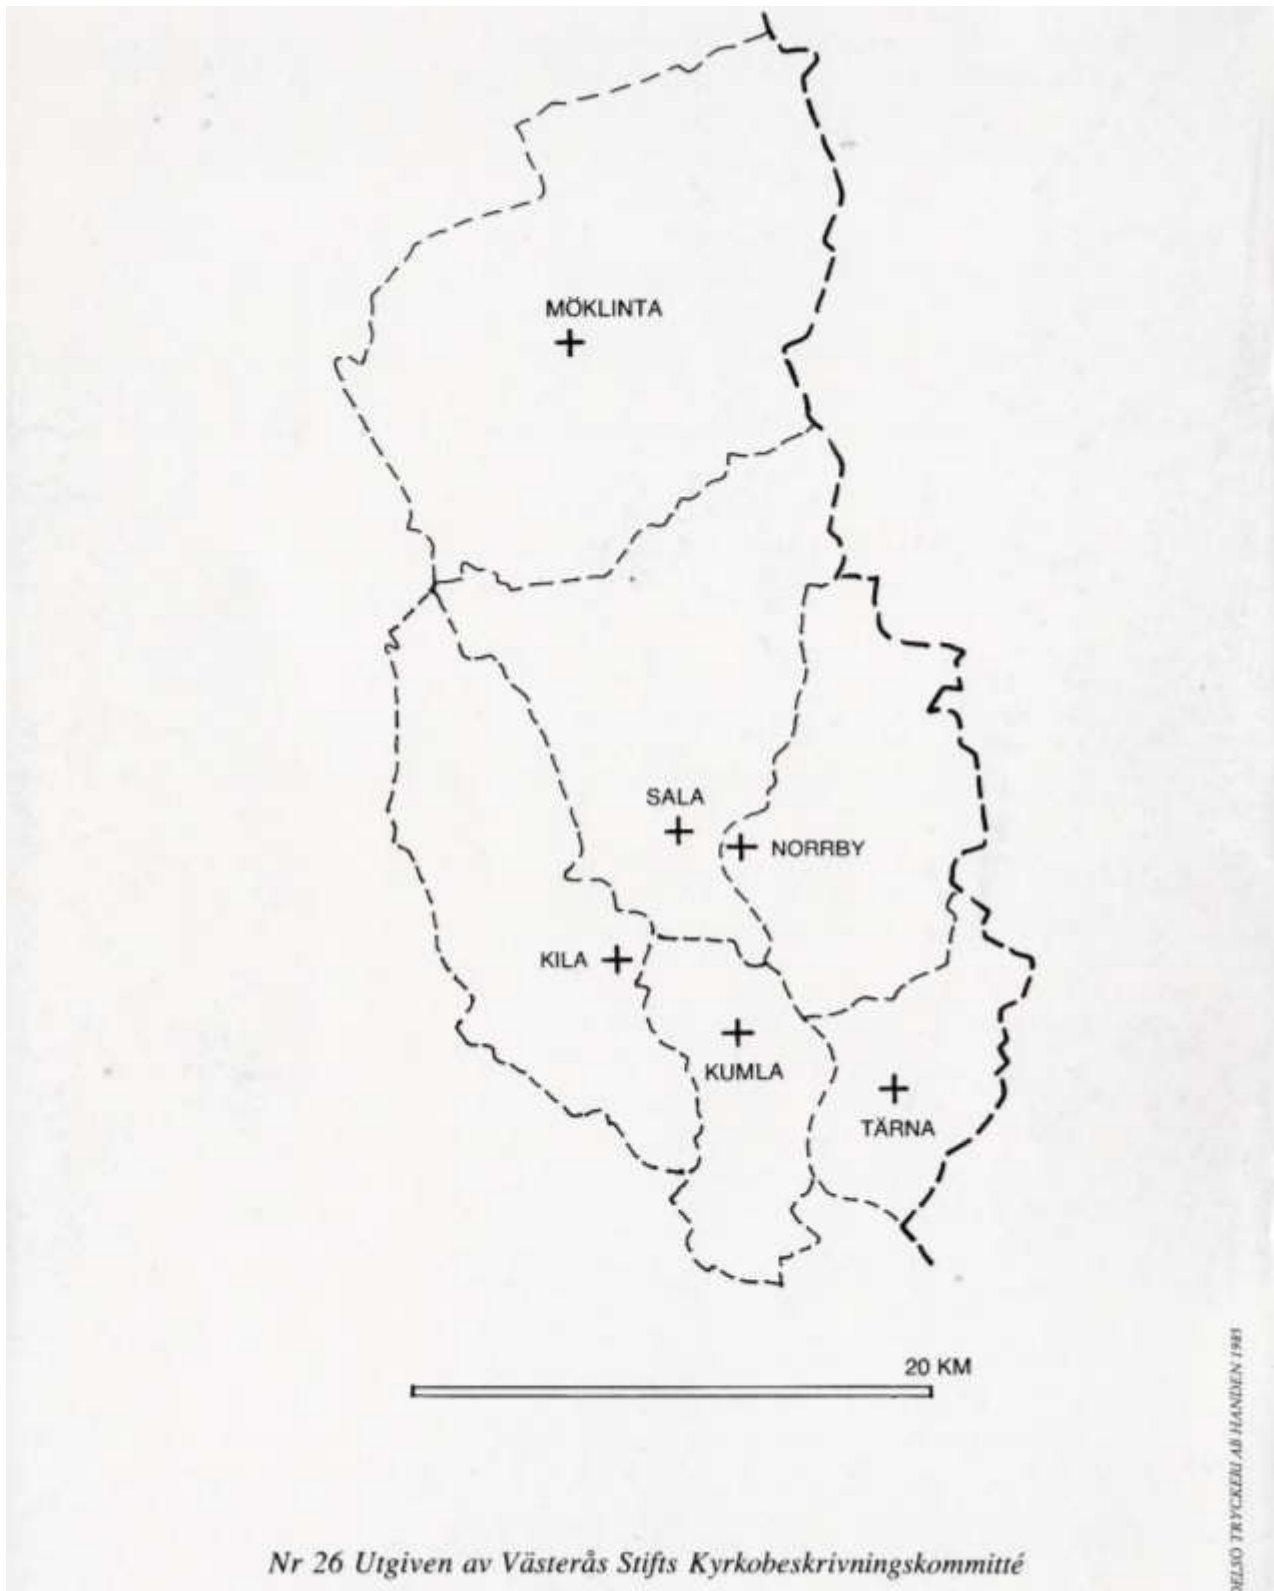 MÖKLINTA
SALA
NORRBY
KILA
KUMLA
TÄRNA
20 KM
Nr 26 Utgiven av Västerås Stifts Kyrkobeskrivningskommitté
TRYCKERI AB HANDEN 1985